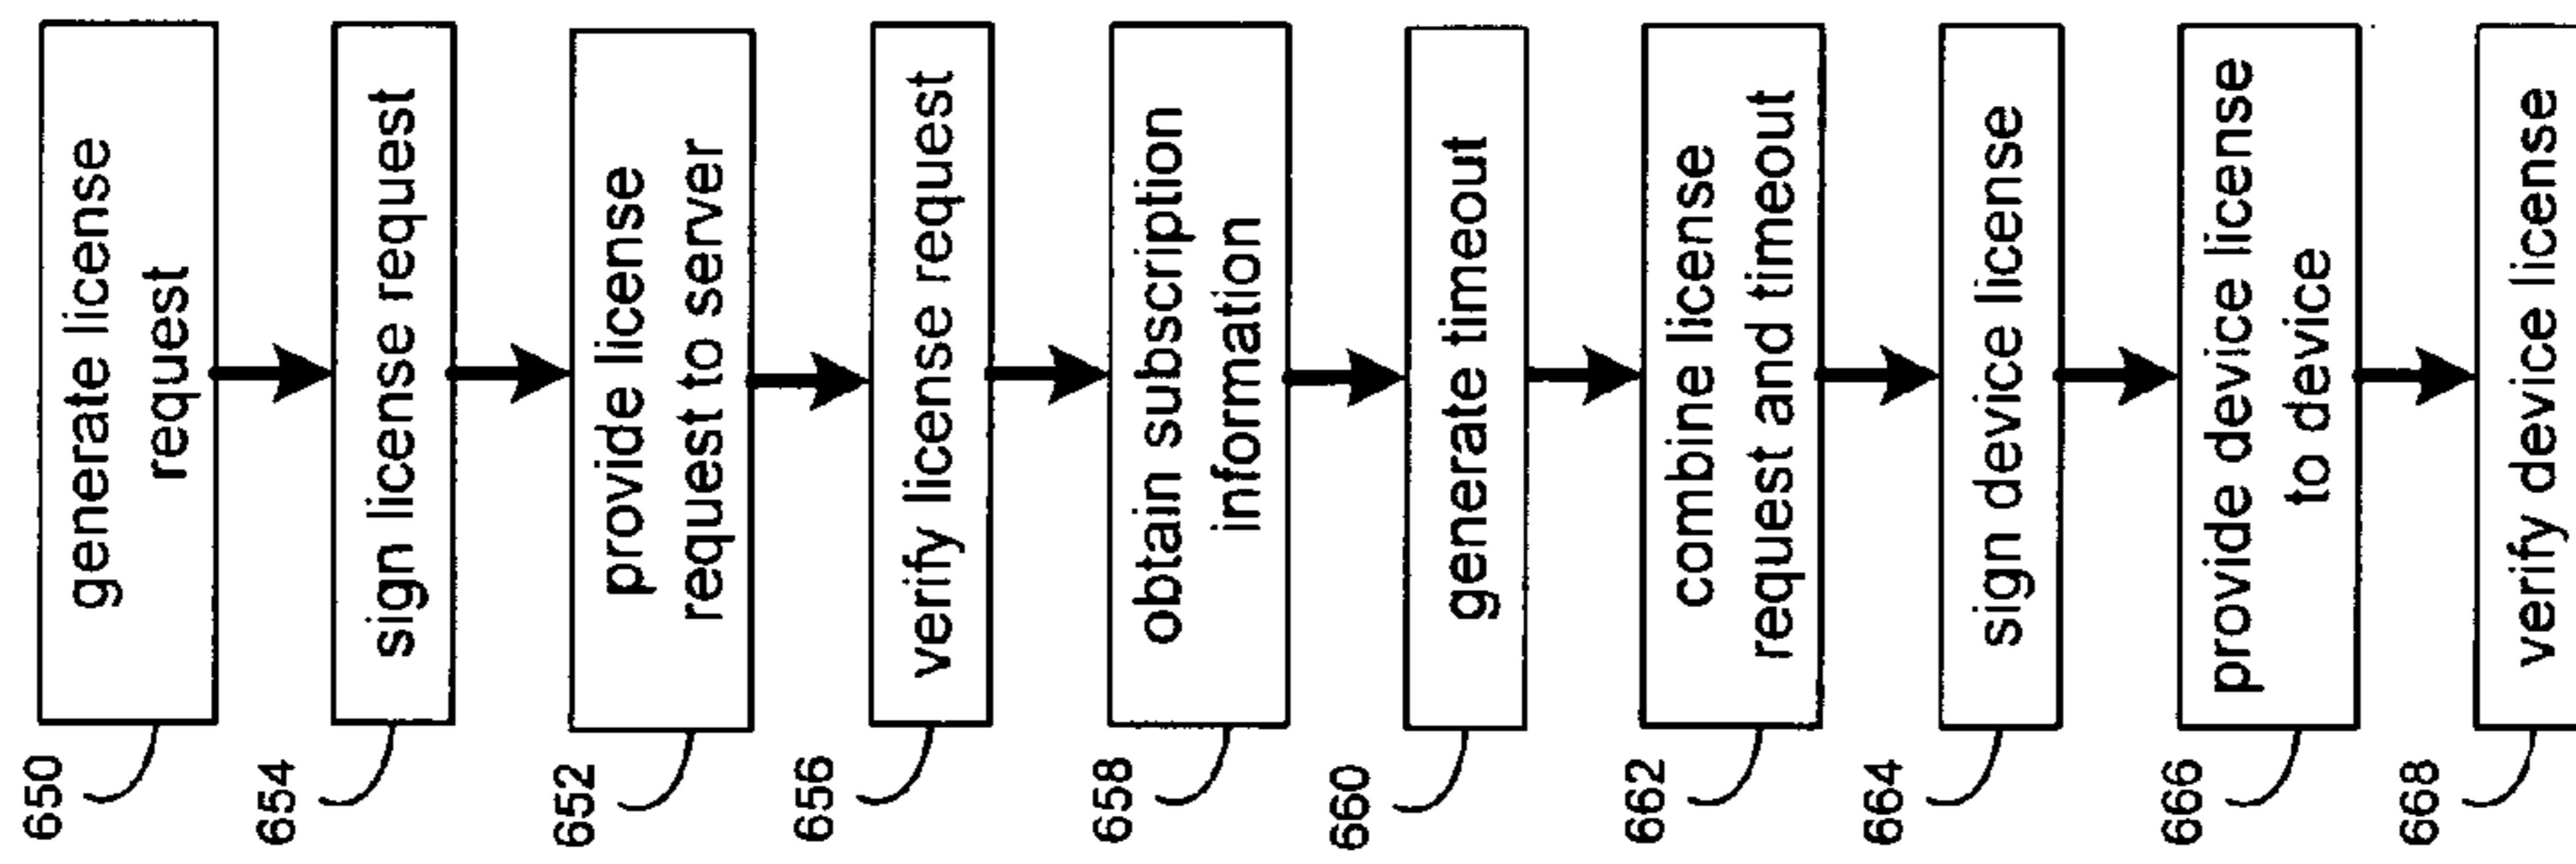 650
generate license
request
654
sign license request
652
provide license
request to server
656
verify license request
658
obtain subscription
information
660
generate timeout
662
combine license
request and timeout
664
sign device license
666
provide device license
to device
668
verify device license